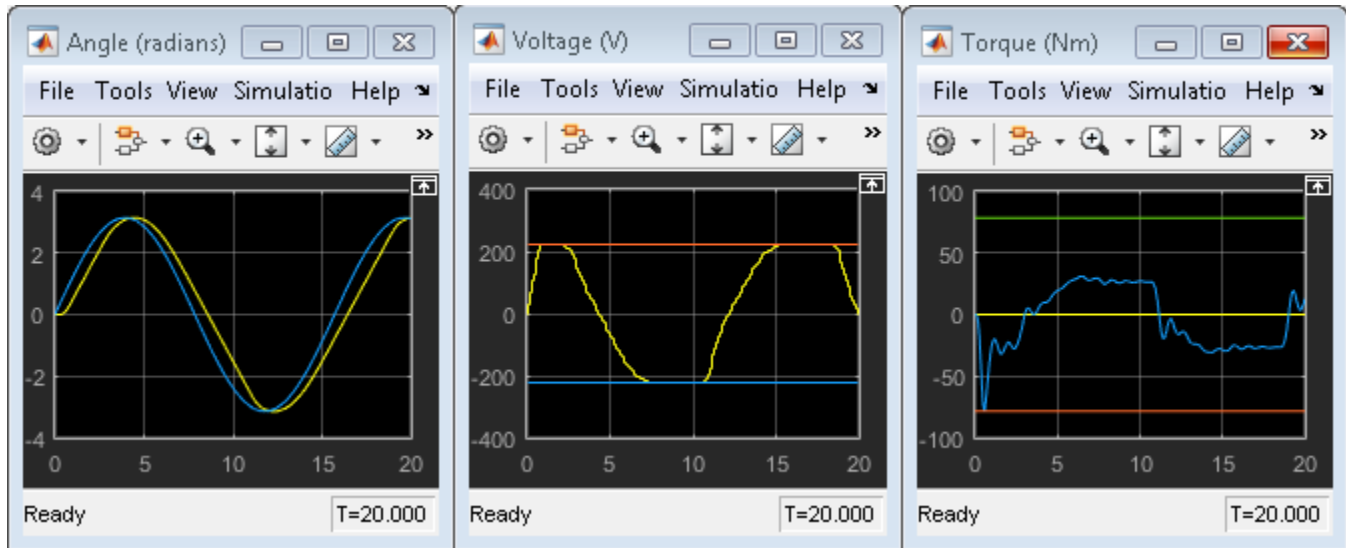 Angle (radians)
File Tools View Simulatio Help
4
2
0
-2
-4
0 5 10 15 20
Ready T=20.000
Voltage (V)
File Tools View Simulatio Help
400
200
0
-200
-400
0 5 10 15 20
Ready T=20.000
Torque (Nm)
File Tools View Simulatio Help
100
50
0
-50
-100
0 5 10 15 20
Ready T=20.000